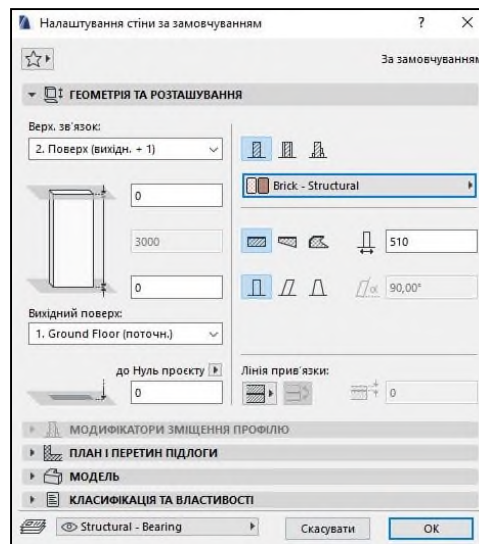 Налаштування стіни за замовчуванням
?
За замовчуванням
ГЕОМЕТРІЯ ТА РОЗТАШУВАННЯ
Верх. зв'язок:
2. Поверх (вихідн. + 1)
0
3000
0
Вихідний поверх:
1. Ground Floor (поточн.)
до Нуль проєкту
0
Brick - Structural
510
α
90,00°
Лінія прив'язки:
0
МОДИФІКАТОРИ ЗМІЩЕННЯ ПРОФІЛЮ
ПЛАН І ПЕРЕТИН ПІДЛОГИ
МОДЕЛЬ
КЛАСИФІКАЦІЯ ТА ВЛАСТИВОСТІ
Structural - Bearing
Скасувати
ОК